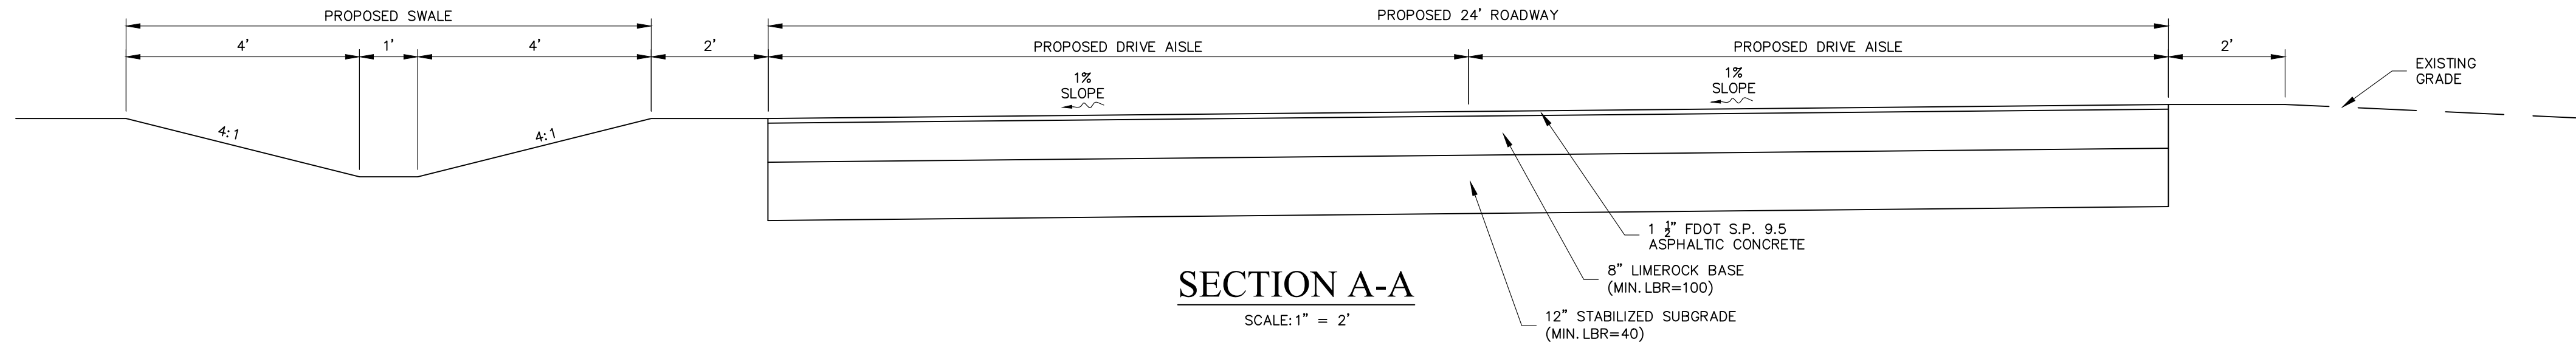 PROPOSED SWALE
PROPOSED 24' ROADWAY
4'
1'
4'
2'
PROPOSED DRIVE AISLE
PROPOSED DRIVE AISLE
2'
1%
SLOPE
1%
SLOPE
EXISTING
GRADE
4:1
4:1
1 1/2" FDOT S.P. 9.5
ASPHALTIC CONCRETE
8" LIMEROCK BASE
(MIN. LBR=100)
12" STABILIZED SUBGRADE
(MIN. LBR=40)
SECTION A-A
SCALE: 1" = 2'